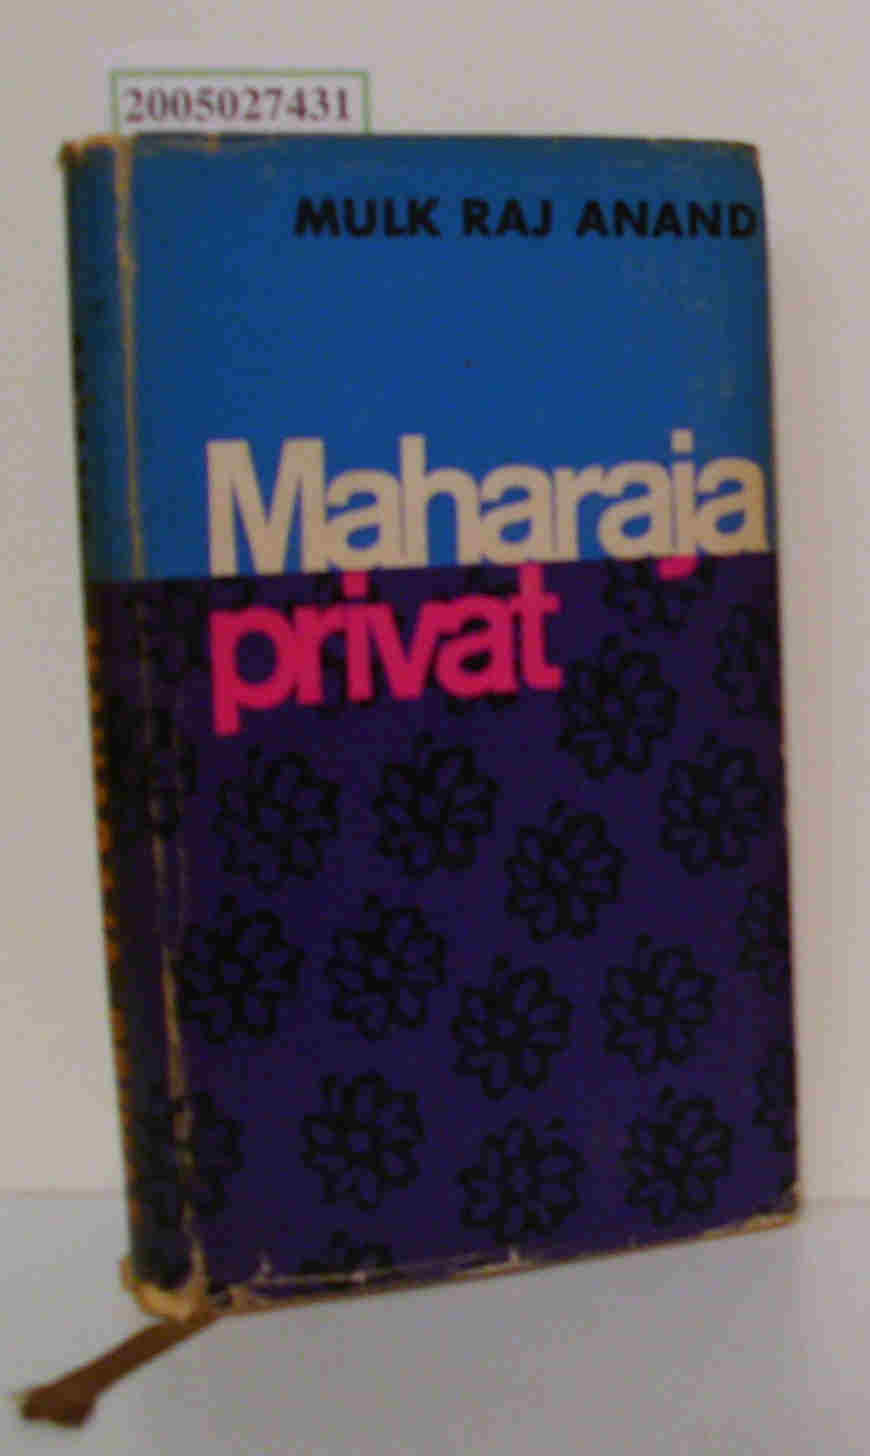 2005027431
MULK RAJ ANAND
Maharaja
privat